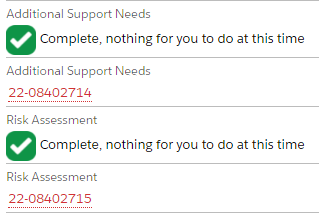 Additional Support Needs
Complete, nothing for you to do at this time
Additional Support Needs
22-08402714
Risk Assessment
Complete, nothing for you to do at this time
Risk Assessment
22-08402715